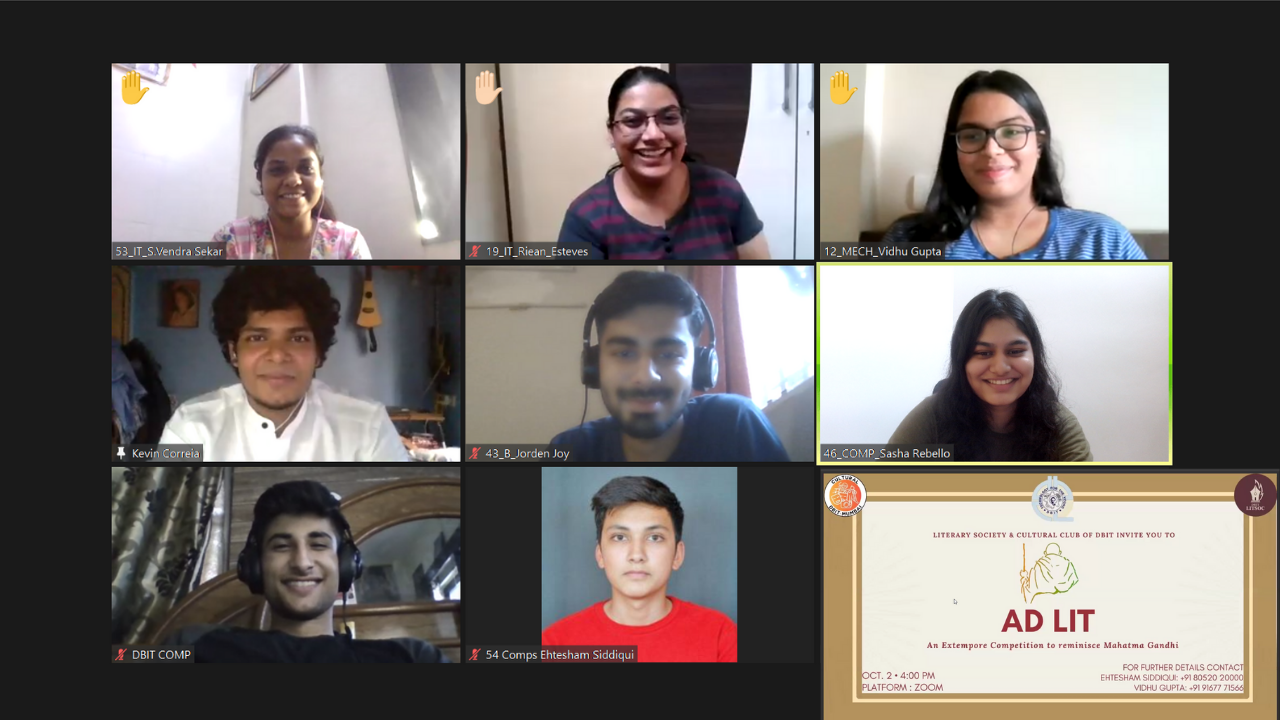 53_IT_S.Vendra Sekar
19_IT_Riean_Esteves
12_MECH_Vidhu Gupta
Kevin Correia
43_B_Jorden Joy
46_COMP_Sasha Rebello
DBIT COMP
54 Comps Ehtesham Siddiqui
CULTURAL
DBIT-MUMBAI
LITSOC
LITERARY SOCIETY & CULTURAL CLUB OF DBIT INVITE YOU TO
AD LIT
An Extempore Competition to reminisce Mahatma Gandhi
OCT. 2 • 4:00 PM
PLATFORM : ZOOM
FOR FURTHER DETAILS CONTACT
EHTESHAM SIDDIQUI: +91 80520 20000
VIDHU GUPTA: +91 91677 71566